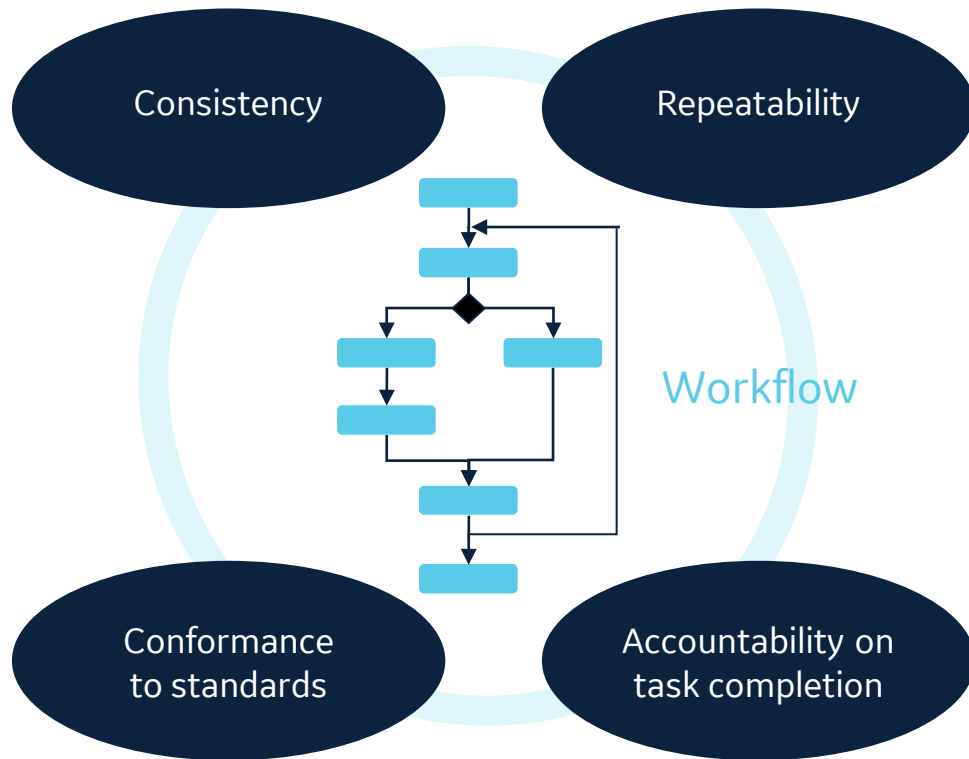 Consistency
Repeatability
Workflow
Conformance
to standards
Accountability on
task completion